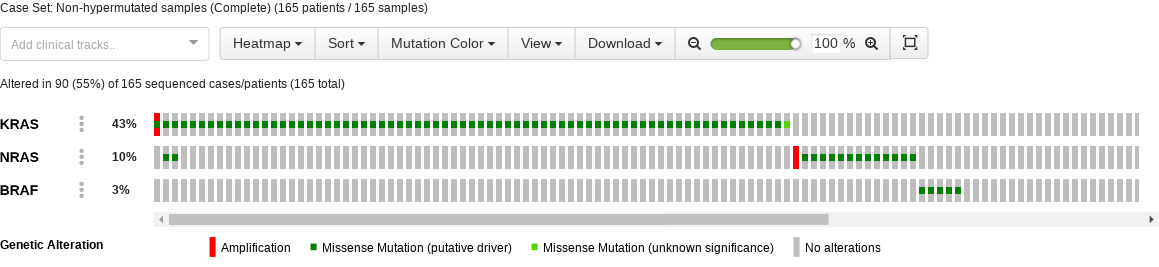 Case Set: Non-hypermutated samples (Complete) (165 patients / 165 samples)
Add clinical tracks.. Heatmap Sort Mutation Color View Download 100 %
Altered in 90 (55%) of 165 sequenced cases/patients (165 total)
KRAS 43%
NRAS 10%
BRAF 3%
Genetic Alteration Amplification Missense Mutation (putative driver) Missense Mutation (unknown significance) No alterations